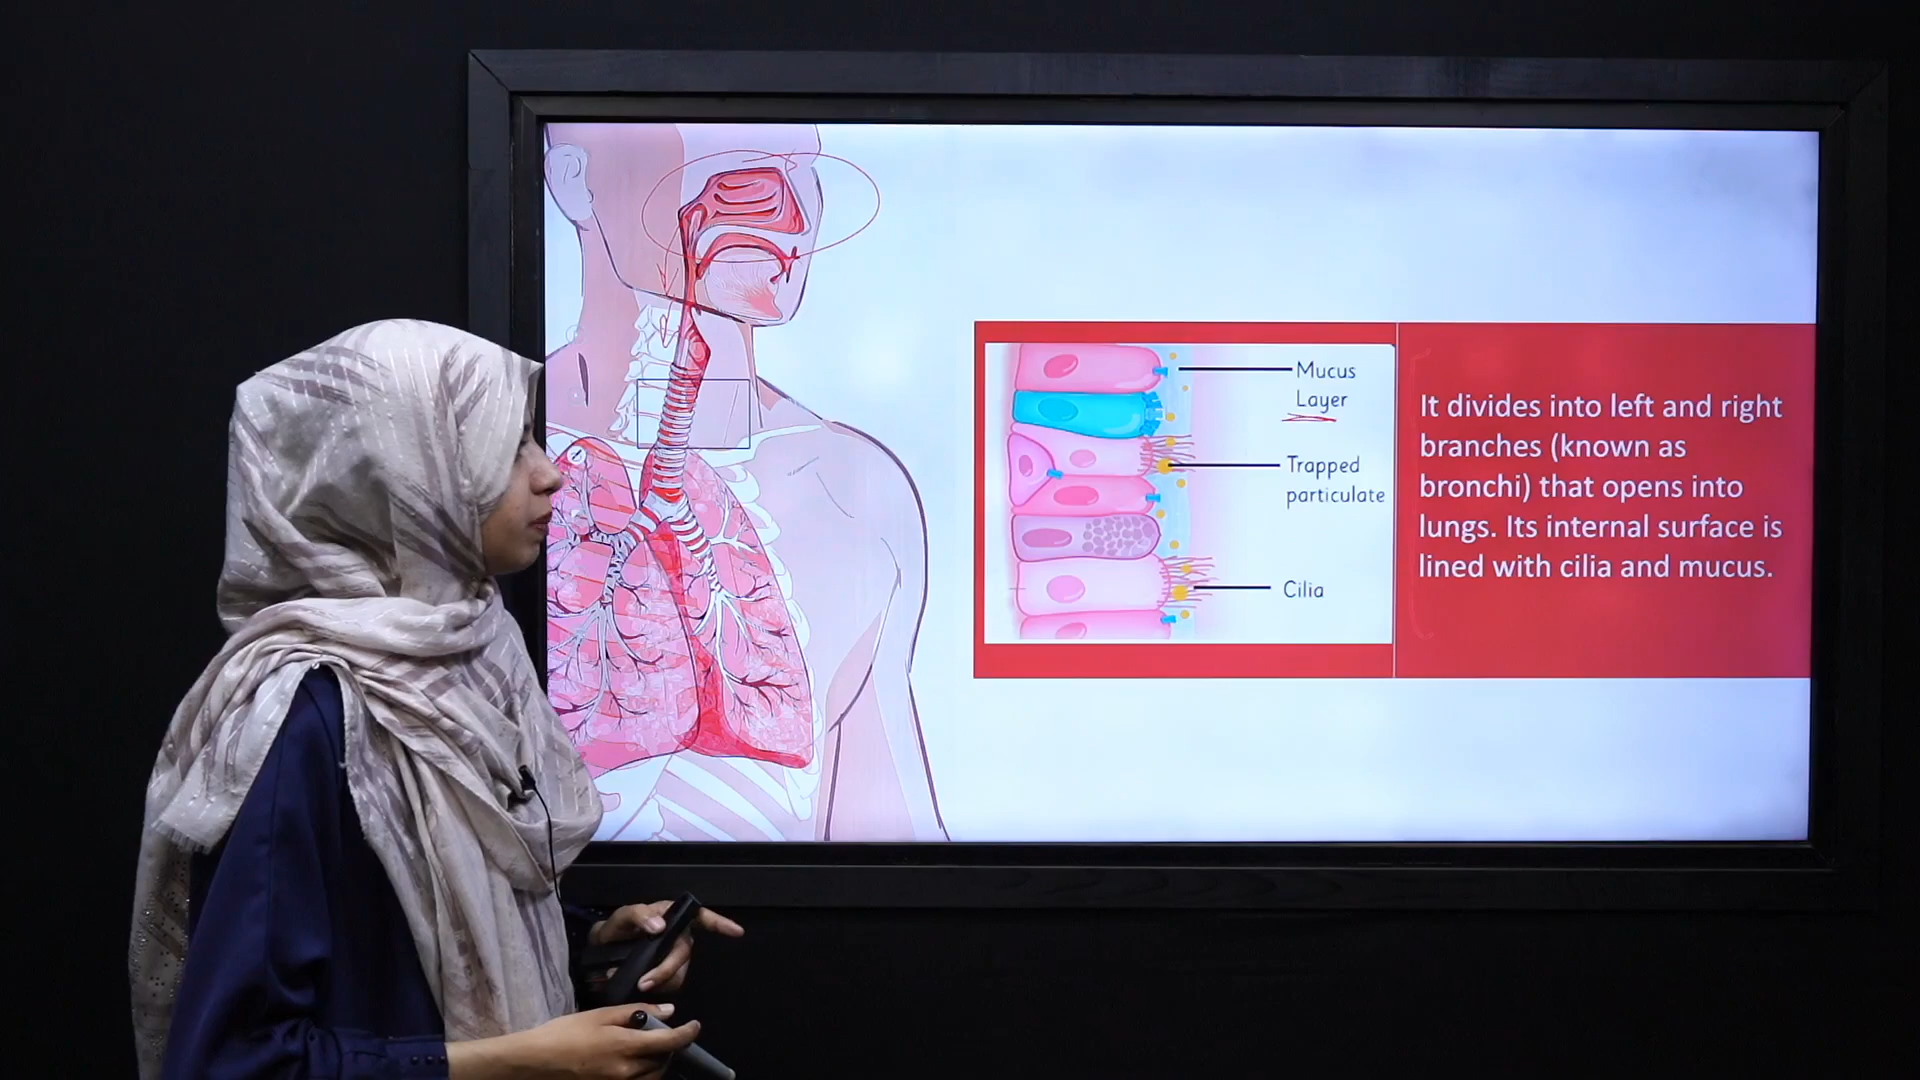 Mucus
Layer
Trapped
particulate
Cilia
It divides into left and right
branches (known as
bronchi) that opens into
lungs. Its internal surface is
lined with cilia and mucus.